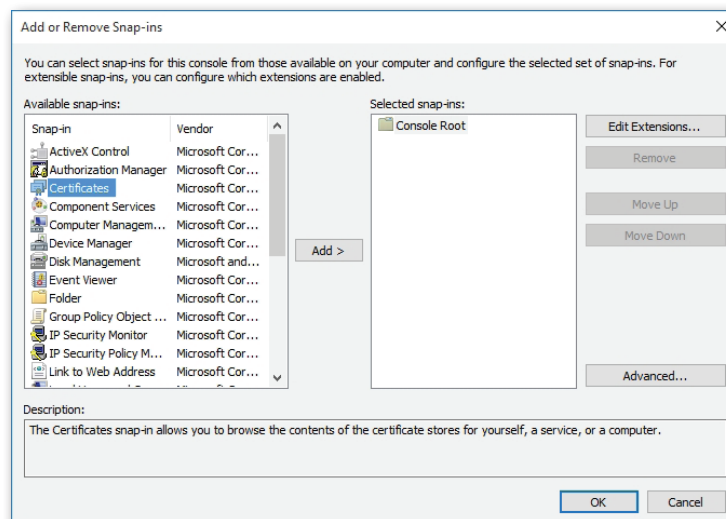 Add or Remove Snap-ins
You can select snap-ins for this console from those available on your computer and configure the selected set of snap-ins. For
extensible snap-ins, you can configure which extensions are enabled.
Available snap-ins:
Snap-in Vendor
ActiveX Control Microsoft Cor...
Authorization Manager Microsoft Cor...
Certificates Microsoft Cor...
Component Services Microsoft Cor...
Computer Managem... Microsoft Cor...
Device Manager Microsoft Cor...
Disk Management Microsoft and...
Event Viewer Microsoft Cor...
Folder Microsoft Cor...
Group Policy Object ... Microsoft Cor...
IP Security Monitor Microsoft Cor...
IP Security Policy M... Microsoft Cor...
Link to Web Address Microsoft Cor...
Add >
Selected snap-ins:
Console Root
Edit Extensions...
Remove
Move Up
Move Down
Advanced...
Description:
The Certificates snap-in allows you to browse the contents of the certificate stores for yourself, a service, or a computer.
OK Cancel